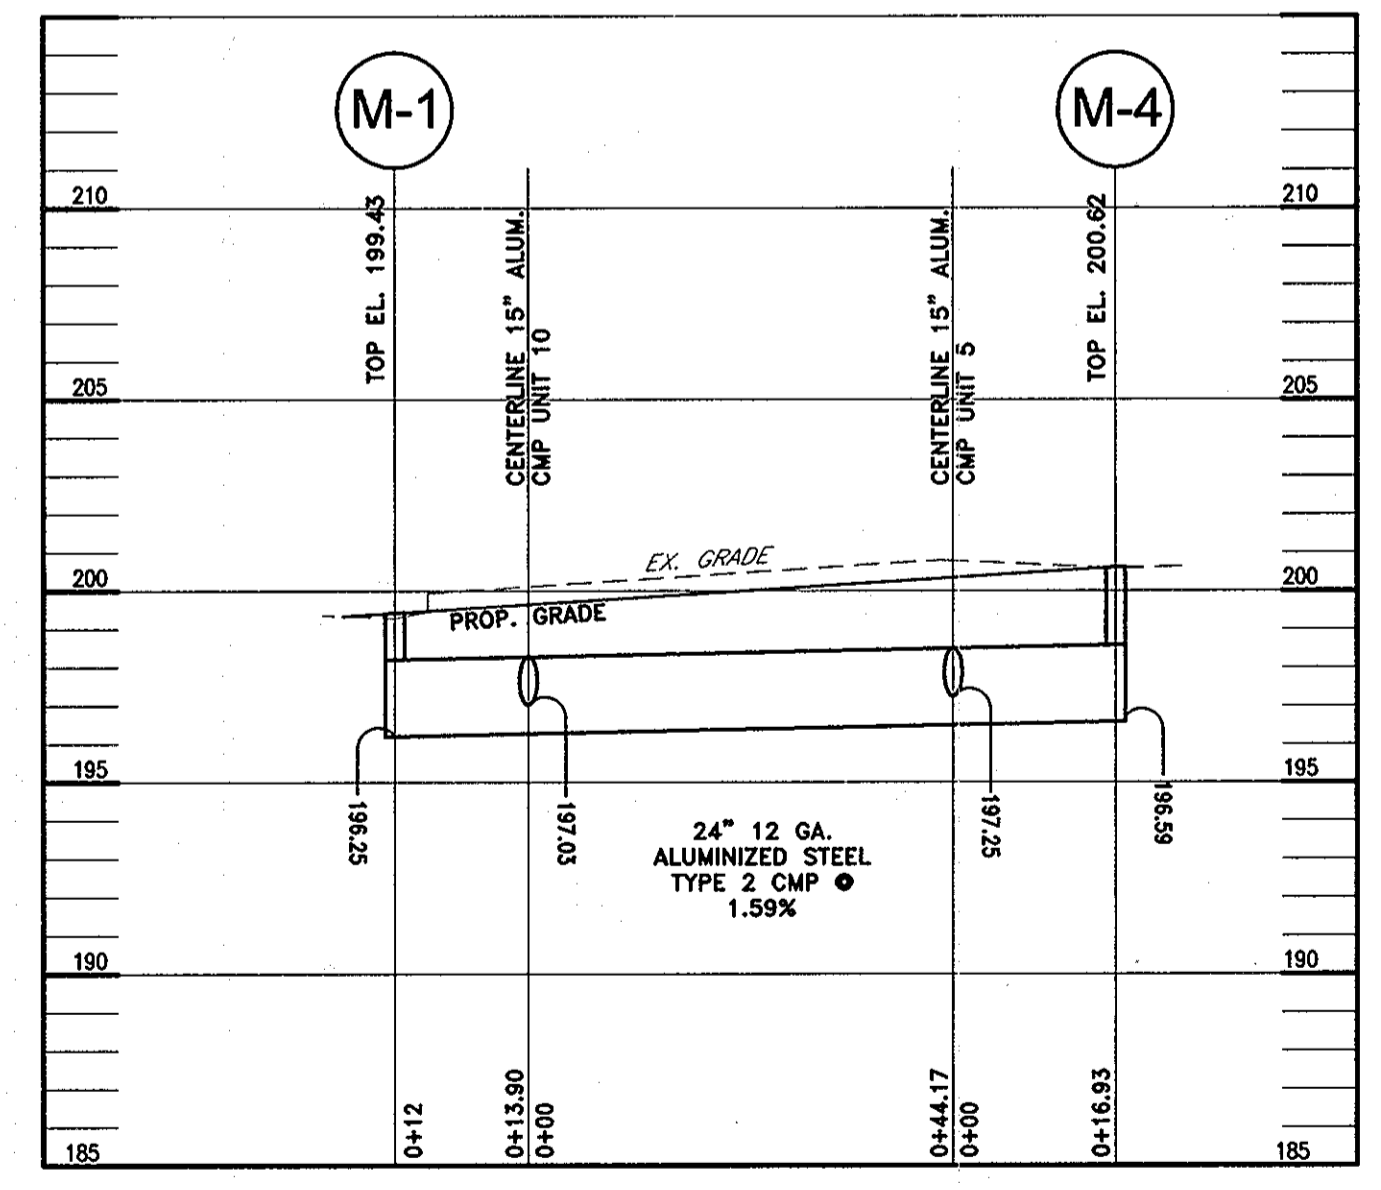 M-1
M-4
TOP EL. 199.43
CENTERLINE 15" ALUM.
CMP UNIT 10
CENTERLINE 15" ALUM.
CMP UNIT 5
TOP EL. 200.62
210
210
205
205
EX. GRADE
200
200
PROP. GRADE
195
195
196.25
197.03
197.25
196.59
24" 12 GA.
ALUMINIZED STEEL
TYPE 2 CMP
1.59%
190
190
0+12
0+13.90
0+00
0+44.17
0+00
0+16.93
185
185